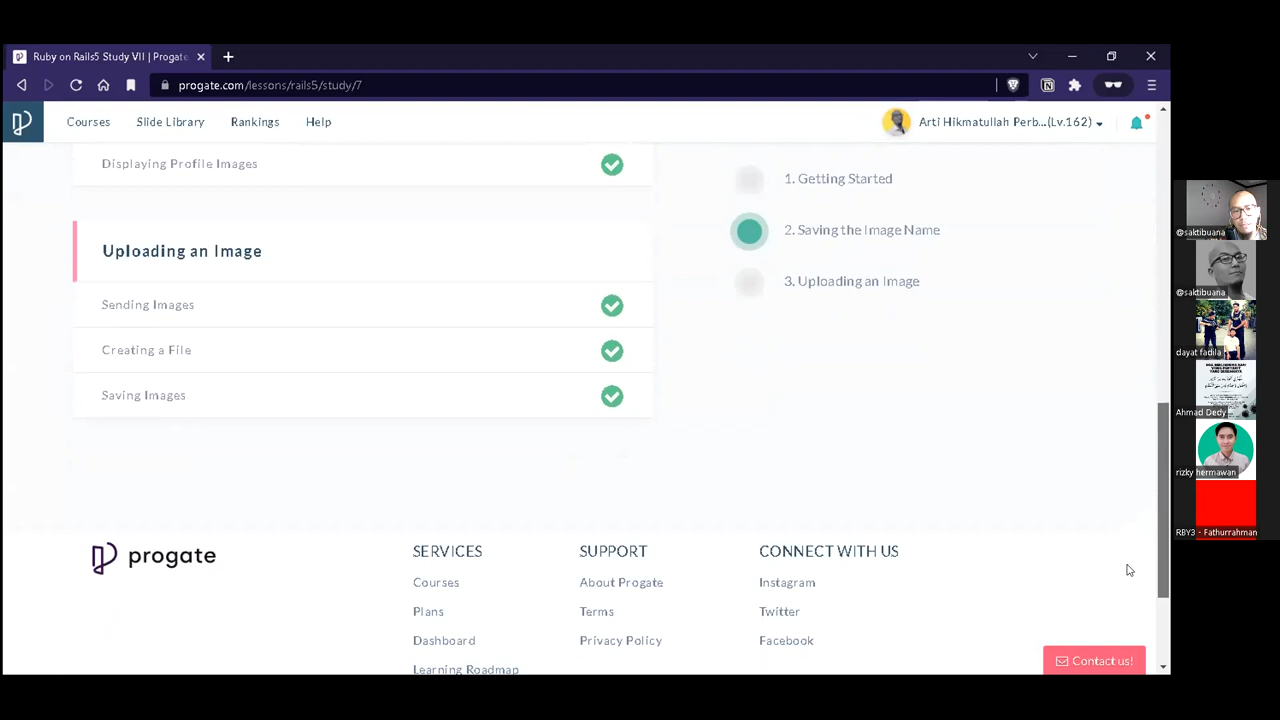 Ruby on Rails5 Study VII | Progate
progate.com/lessons/rails5/study/7
Courses
Slide Library
Rankings
Help
Arti Hikmatullah Perb...(Lv.162)
Displaying Profile Images
Uploading an Image
Sending Images
Creating a File
Saving Images
1. Getting Started
2. Saving the Image Name
3. Uploading an Image
progate
SERVICES
Courses
Plans
Dashboard
Learning Roadmap
SUPPORT
About Progate
Terms
Privacy Policy
CONNECT WITH US
Instagram
Twitter
Facebook
Contact us!
@saktibuana
@saktibuana
dayat fadila
Ahmad Dedy
rizky hermawan
RBY3 - Fathurrahman